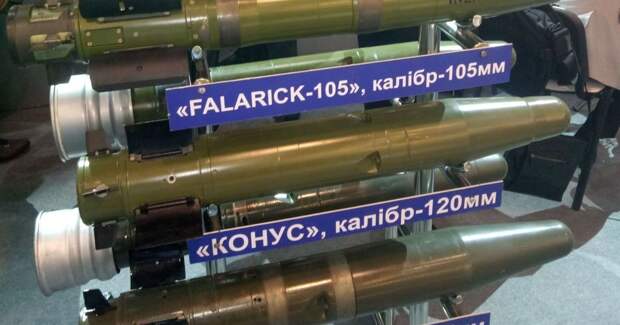 «FALARICK-105», калібр-105мм
«КОНУС», калібр-120мм